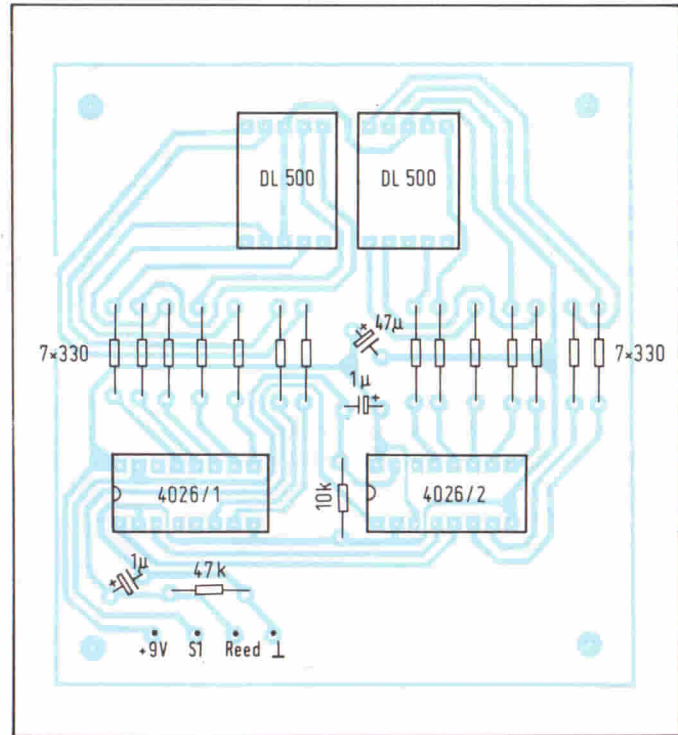 DL 500
DL 500
47µ
7×330
7×330
1µ
4026/1
10k
4026/2
1µ
47k
+9V S1 Reed ⊥